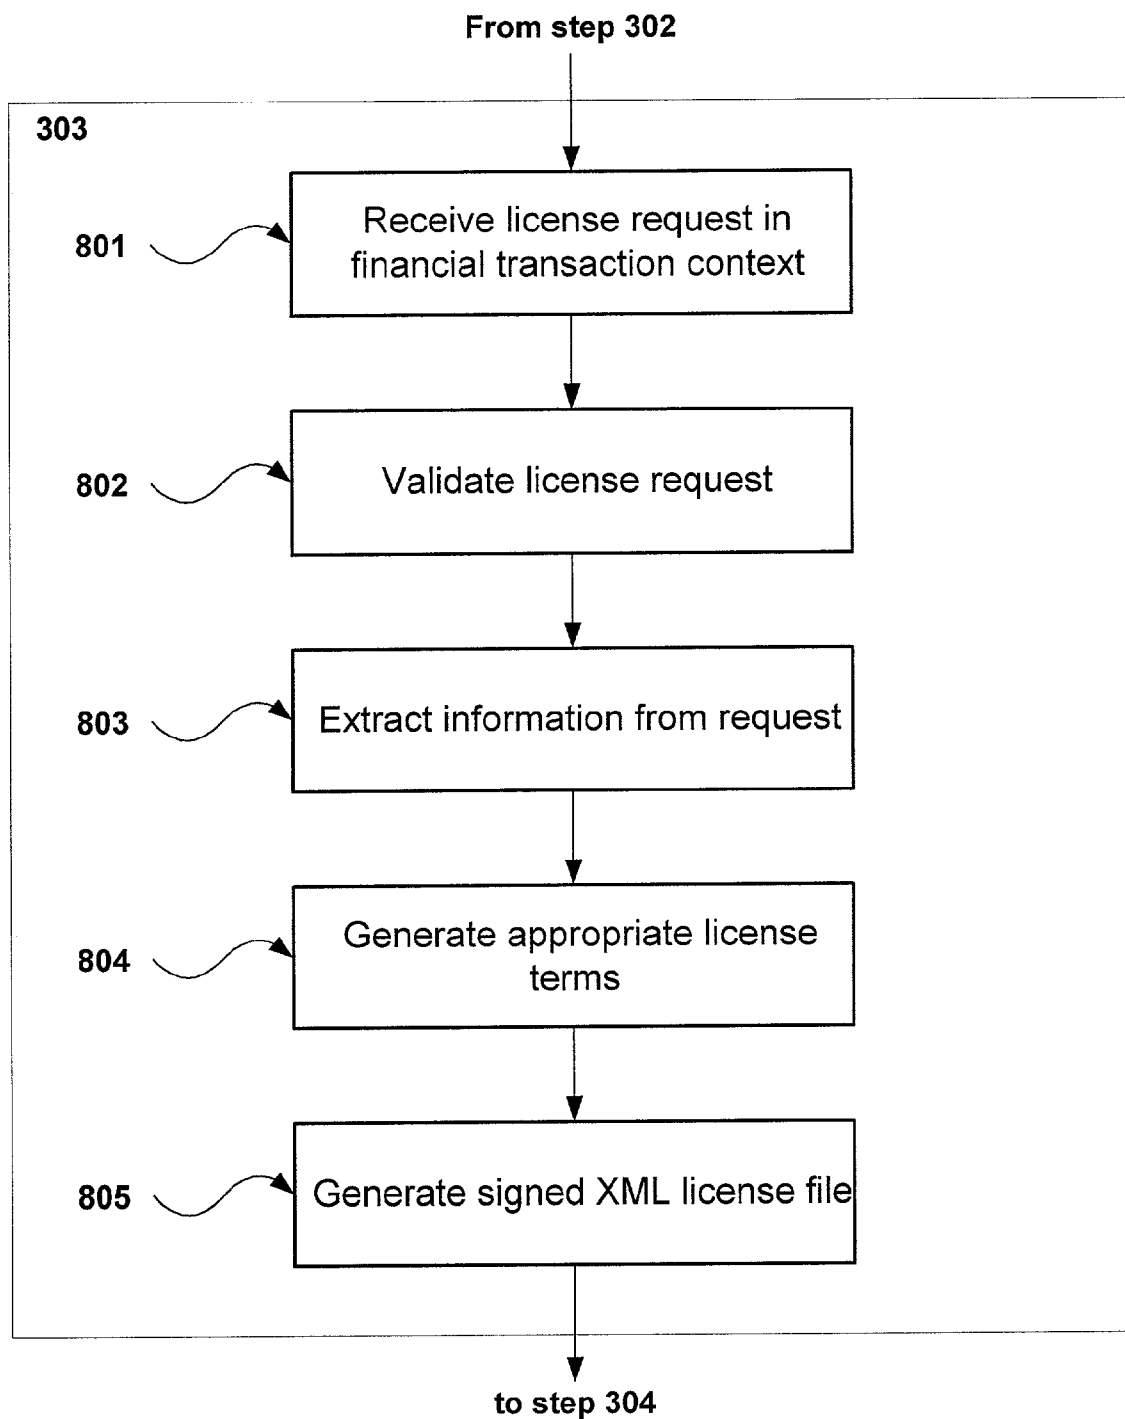 From step 302
303
801
Receive license request in
financial transaction context
802
Validate license request
803
Extract information from request
804
Generate appropriate license
terms
805
Generate signed XML license file
to step 304